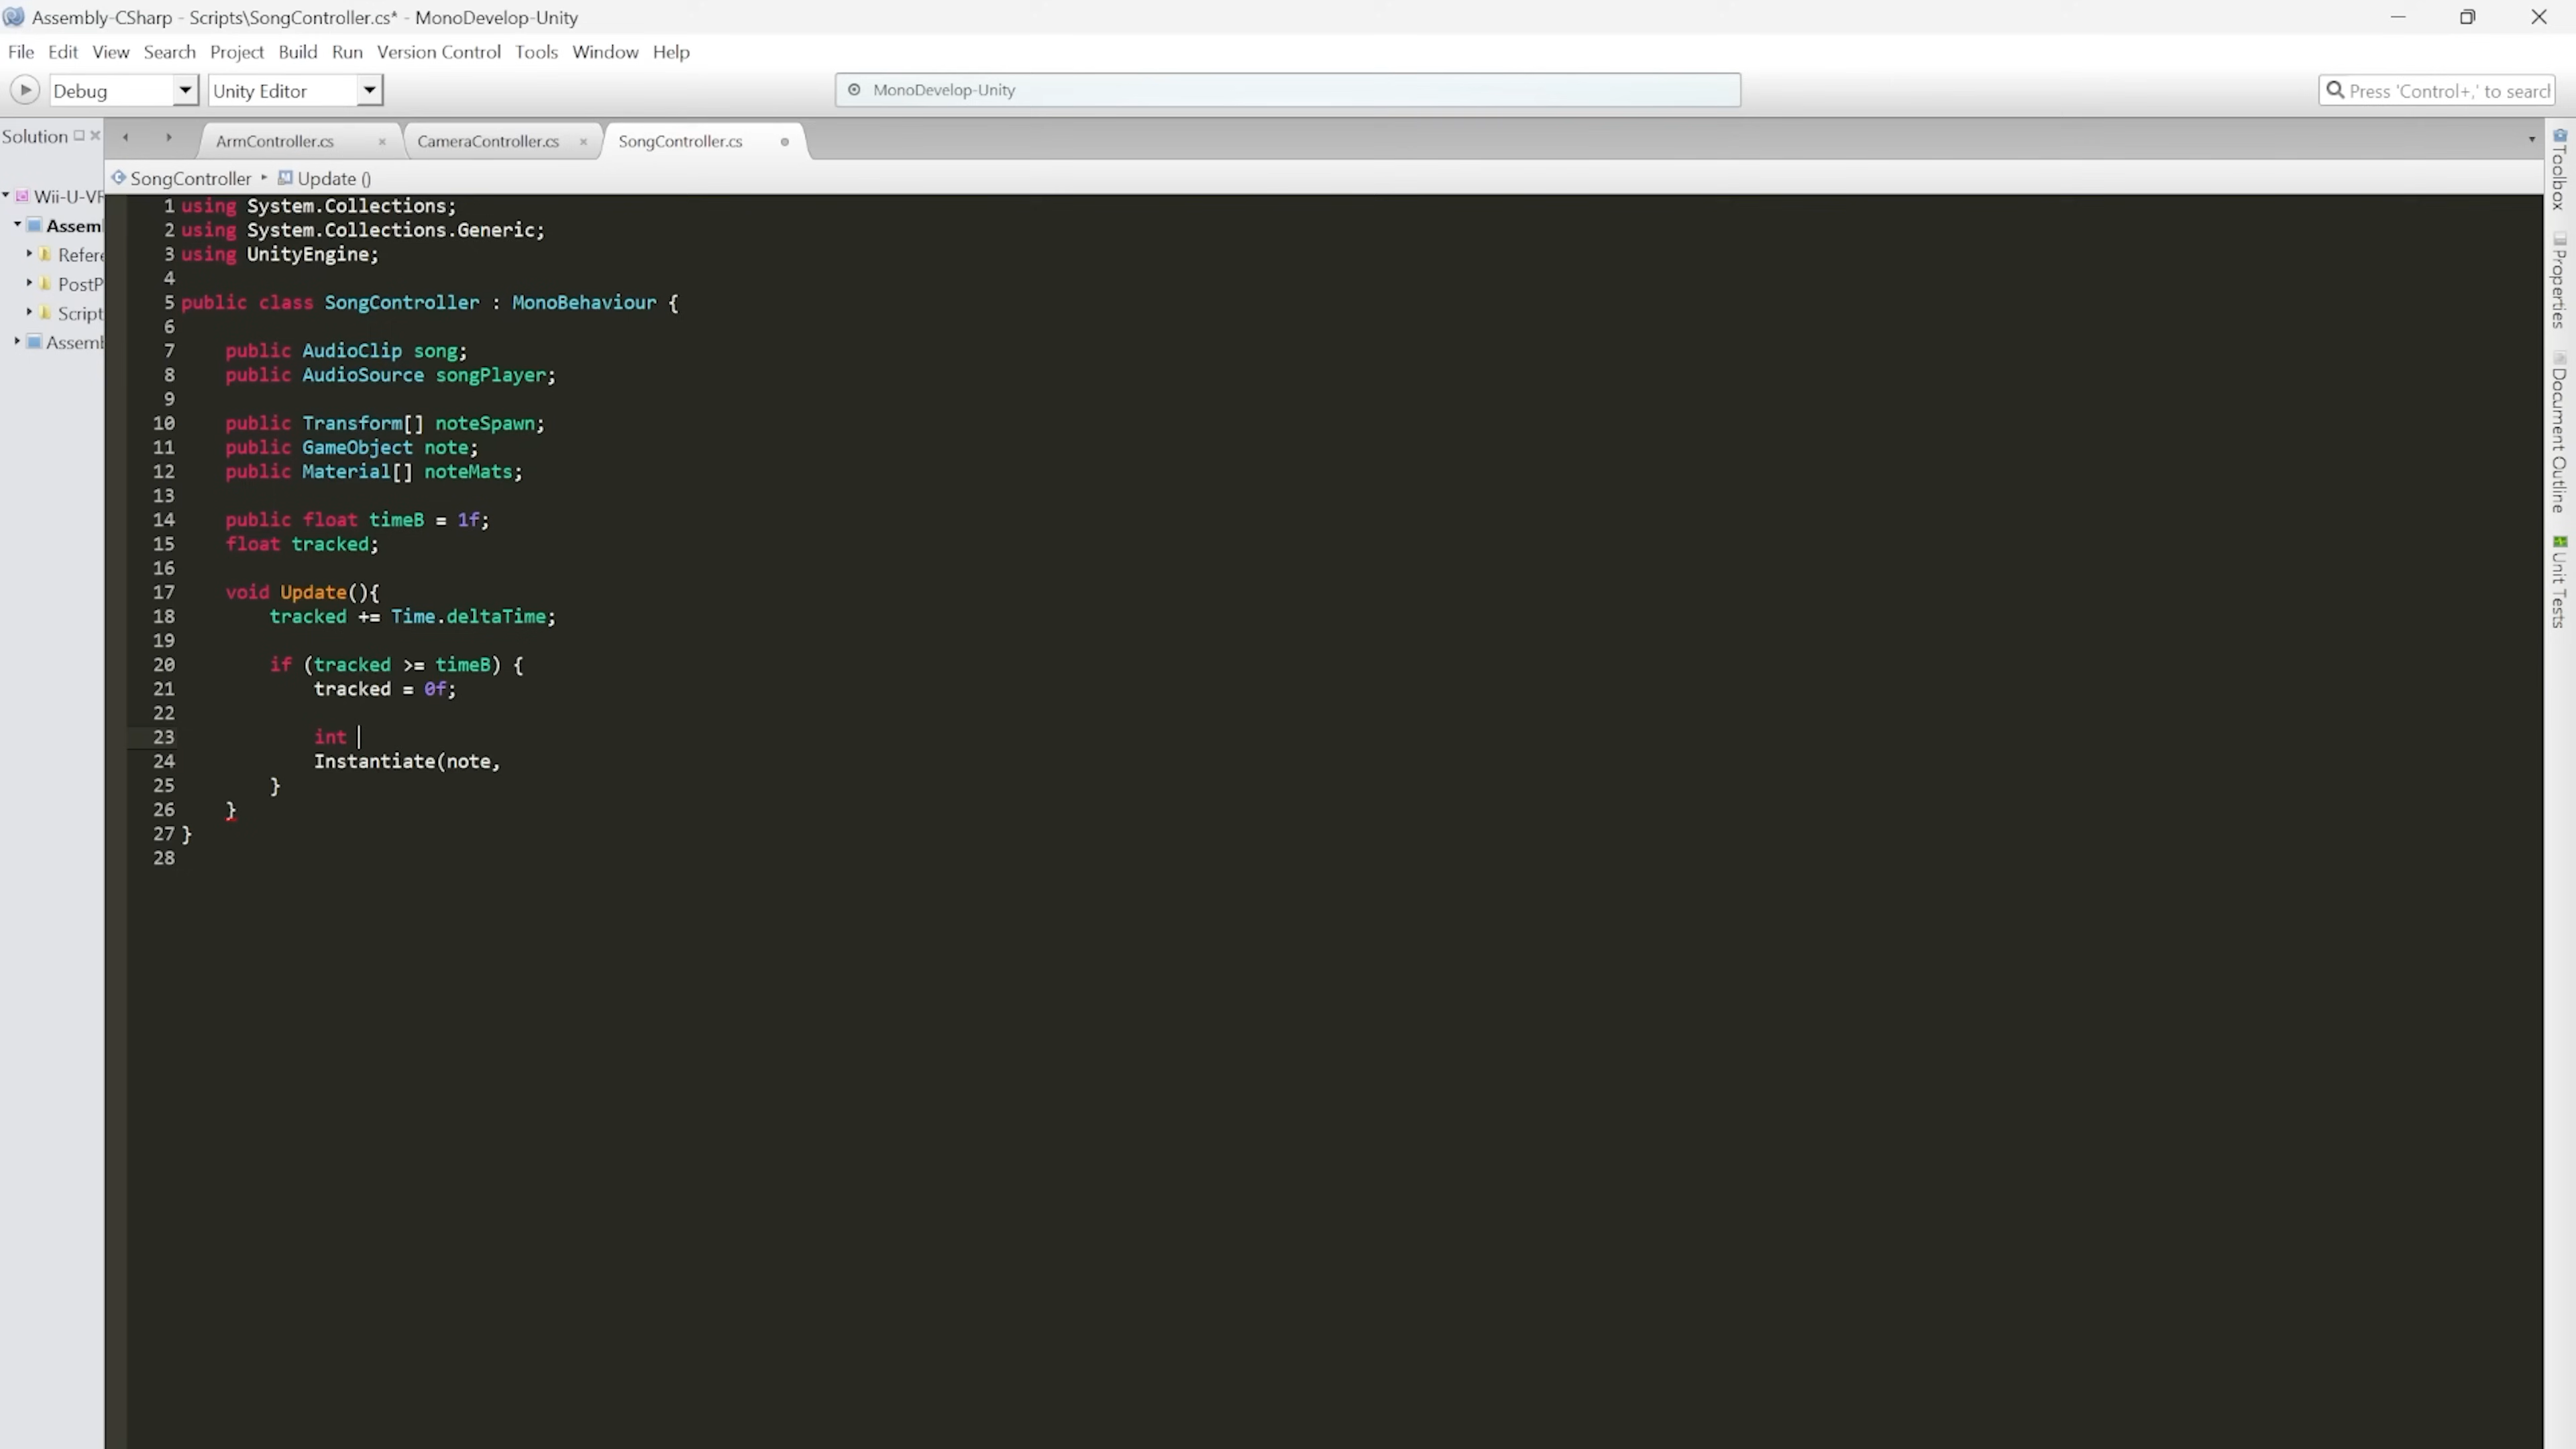 Assembly-CSharp - Scripts\SongController.cs* - MonoDevelop-Unity
File Edit View Search Project Build Run Version Control Tools Window Help
Debug Unity Editor MonoDevelop-Unity Press 'Control+,' to search
Solution ArmController.cs CameraController.cs SongController.cs
SongController Update ()
Wii-U-VR
Assem
Refere
PostP
Script
Assemb
1 using System.Collections;
2 using System.Collections.Generic;
3 using UnityEngine;
4
5 public class SongController : MonoBehaviour {
6
7 public AudioClip song;
8 public AudioSource songPlayer;
9
10 public Transform[] noteSpawn;
11 public GameObject note;
12 public Material[] noteMats;
13
14 public float timeB = 1f;
15 float tracked;
16
17 void Update(){
18 tracked += Time.deltaTime;
19
20 if (tracked >= timeB) {
21 tracked = 0f;
22
23 int
24 Instantiate(note,
25 }
26 }
27 }
28
Toolbox
Properties
Document Outline
Unit Tests